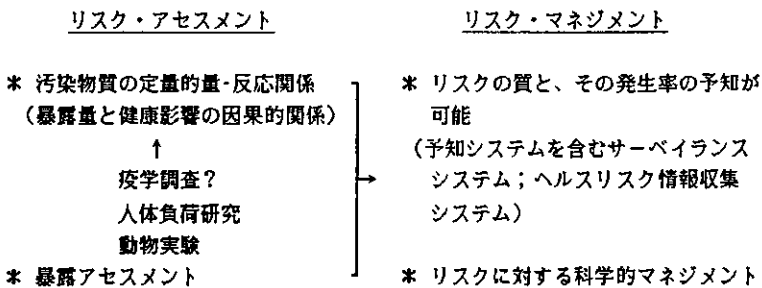 リスク・アセスメント
* 汚染物質の定量的量-反応関係
(暴露量と健康影響の因果的関係)
↑
疫学調査?
人体負荷研究
動物実験
* 暴露アセスメント
→
リスク・マネジメント
* リスクの質と、その発生率の予知が
可能
(予知システムを含むサーベイランス
システム;ヘルスリスク情報収集
システム)
* リスクに対する科学的マネジメント